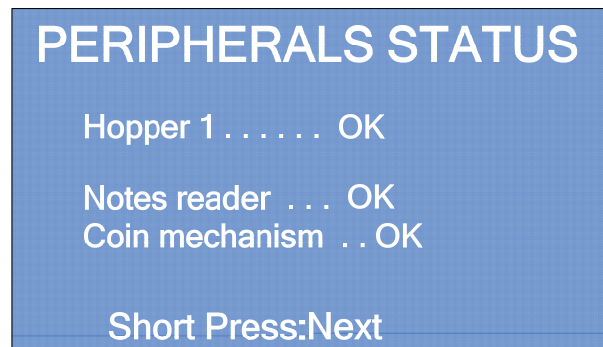 PERIPHERALS STATUS
Hopper 1 . . . . . . OK
Notes reader . . . OK
Coin mechanism . . OK
Short Press:Next